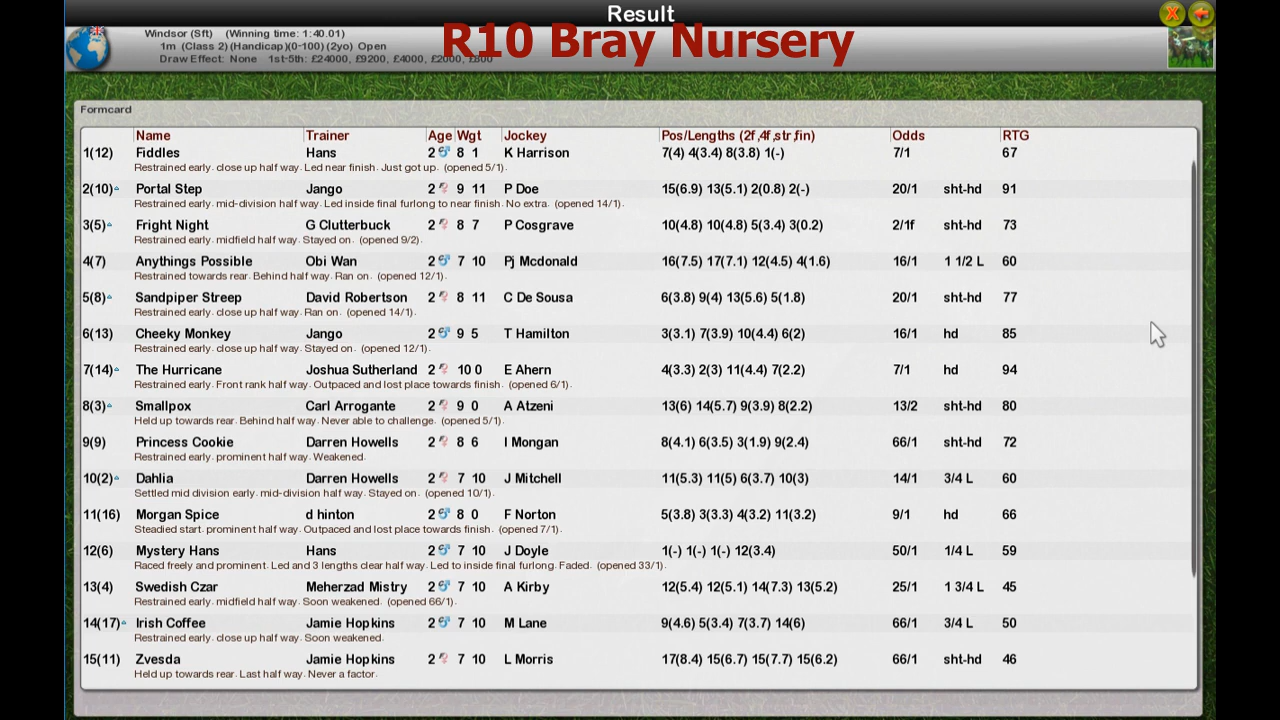 Result
R10 Bray Nursery
Windsor (Sft) (Winning time: 1:40.01)
1m (Class 2) (Handicap)(0-100) (2yo) Open
Draw Effect: None 1st-5th: £24000, £9200, £4000, £2000, £800
Formcard
Name Trainer Age Wgt Jockey Pos/Lengths (2f,4f,str,fin) Odds RTG
1(12) Fiddles Hans 2 8 1 K Harrison 7(4) 4(3.4) 8(3.8) 1(-) 7/1 67
Restrained early. close up half way. Led near finish. Just got up. (opened 5/1).
2(10) Portal Step Jango 2 9 11 P Doe 15(6.9) 13(5.1) 2(0.8) 2(-) 20/1 sht-hd 91
Restrained early. mid-division half way. Led inside final furlong to near finish. No extra. (opened 14/1).
3(5) Fright Night G Clutterbuck 2 8 7 P Cosgrave 10(4.8) 10(4.8) 5(3.4) 3(0.2) 2/1f sht-hd 73
Restrained early. midfield half way. Stayed on. (opened 9/2).
4(7) Anythings Possible Obi Wan 2 7 10 Pj Mcdonald 16(7.5) 17(7.1) 12(4.5) 4(1.6) 16/1 1 1/2 L 60
Restrained towards rear. Behind half way. Ran on. (opened 12/1).
5(8) Sandpiper Streep David Robertson 2 8 11 C De Sousa 6(3.8) 9(4) 13(5.6) 5(1.8) 20/1 sht-hd 77
Restrained early. close up half way. Ran on. (opened 14/1).
6(13) Cheeky Monkey Jango 2 9 5 T Hamilton 3(3.1) 7(3.9) 10(4.4) 6(2) 16/1 hd 85
Restrained early. close up half way. Stayed on. (opened 12/1).
7(14) The Hurricane Joshua Sutherland 2 10 0 E Ahern 4(3.3) 2(3) 11(4.4) 7(2.2) 7/1 hd 94
Restrained early. Front rank half way. Outpaced and lost place towards finish. (opened 6/1).
8(3) Smallpox Carl Arrogante 2 9 0 A Atzeni 13(6) 14(5.7) 9(3.9) 8(2.2) 13/2 sht-hd 80
Held up towards rear. Behind half way. Never able to challenge. (opened 5/1).
9(9) Princess Cookie Darren Howells 2 8 6 I Mongan 8(4.1) 6(3.5) 3(1.9) 9(2.4) 66/1 sht-hd 72
Restrained early. prominent half way. Weakened.
10(2) Dahlia Darren Howells 2 7 10 J Mitchell 11(5.3) 11(5) 6(3.7) 10(3) 14/1 3/4 L 60
Settled mid division early. mid-division half way. Stayed on. (opened 10/1).
11(16) Morgan Spice d hinton 2 8 0 F Norton 5(3.8) 3(3.3) 4(3.2) 11(3.2) 9/1 hd 66
Steadied start. prominent half way. Outpaced and lost place towards finish. (opened 7/1).
12(6) Mystery Hans Hans 2 7 10 J Doyle 1(-) 1(-) 1(-) 12(3.4) 50/1 1/4 L 59
Raced freely and prominent. Led and 3 lengths clear half way. Led to inside final furlong. Faded. (opened 33/1).
13(4) Swedish Czar Meherzad Mistry 2 7 10 A Kirby 12(5.4) 12(5.1) 14(7.3) 13(5.2) 25/1 1 3/4 L 45
Restrained early. midfield half way. Soon weakened. (opened 66/1).
14(17) Irish Coffee Jamie Hopkins 2 7 10 M Lane 9(4.6) 5(3.4) 7(3.7) 14(6) 66/1 3/4 L 50
Restrained early. close up half way. Soon weakened.
15(11) Zvesda Jamie Hopkins 2 7 10 L Morris 17(8.4) 15(6.7) 15(7.7) 15(6.2) 66/1 sht-hd 46
Held up towards rear. Last half way. Never a factor.